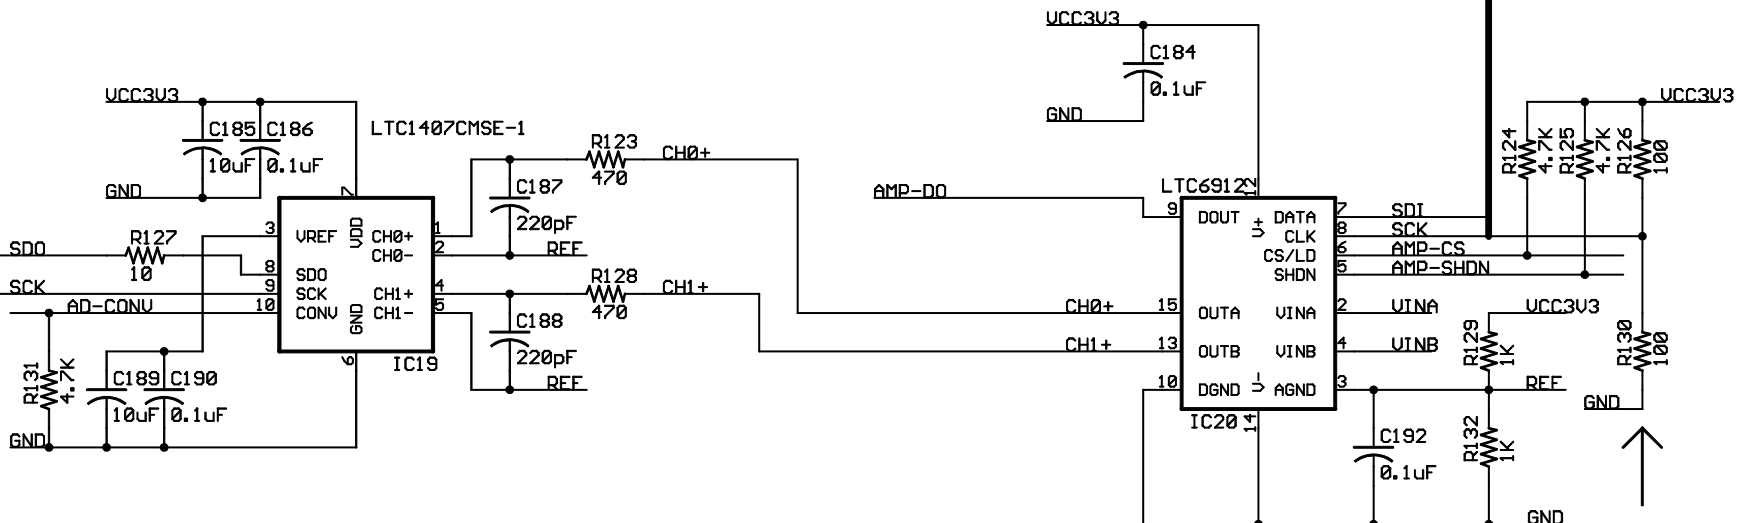 VCC3V3
C184
0.1uF
GND
VCC3V3
C185
10uF
C186
0.1uF
GND
LTC1407CMSE-1
R123
470
CH0+
C187
220pF
REF
7
3 VREF VDD CH0+ 1
CH0- 2
SDO
R127
10
8 SDO
SCK
9 SCK CH1+ 4
AD-CONV
10 CONV GND CH1- 5
6
IC19
R128
470
CH1+
C188
220pF
REF
R131
4.7K
C189
10uF
C190
0.1uF
GND
AMP-DO
LTC6912
12
9 DOUT V+ DATA 7 SDI
CLK 8 SCK
CS/LD 6 AMP-CS
SHDN 5 AMP-SHDN
CH0+ 15 OUTA VINA 2 VINA
CH1+ 13 OUTB VINB 4 VINB
10 DGND V- AGND 3
REF
IC20
14
VCC3V3
R124
4.7K
R125
4.7K
R126
100
VCC3V3
R129
1K
R130
100
GND
C192
0.1uF
R132
1K
GND